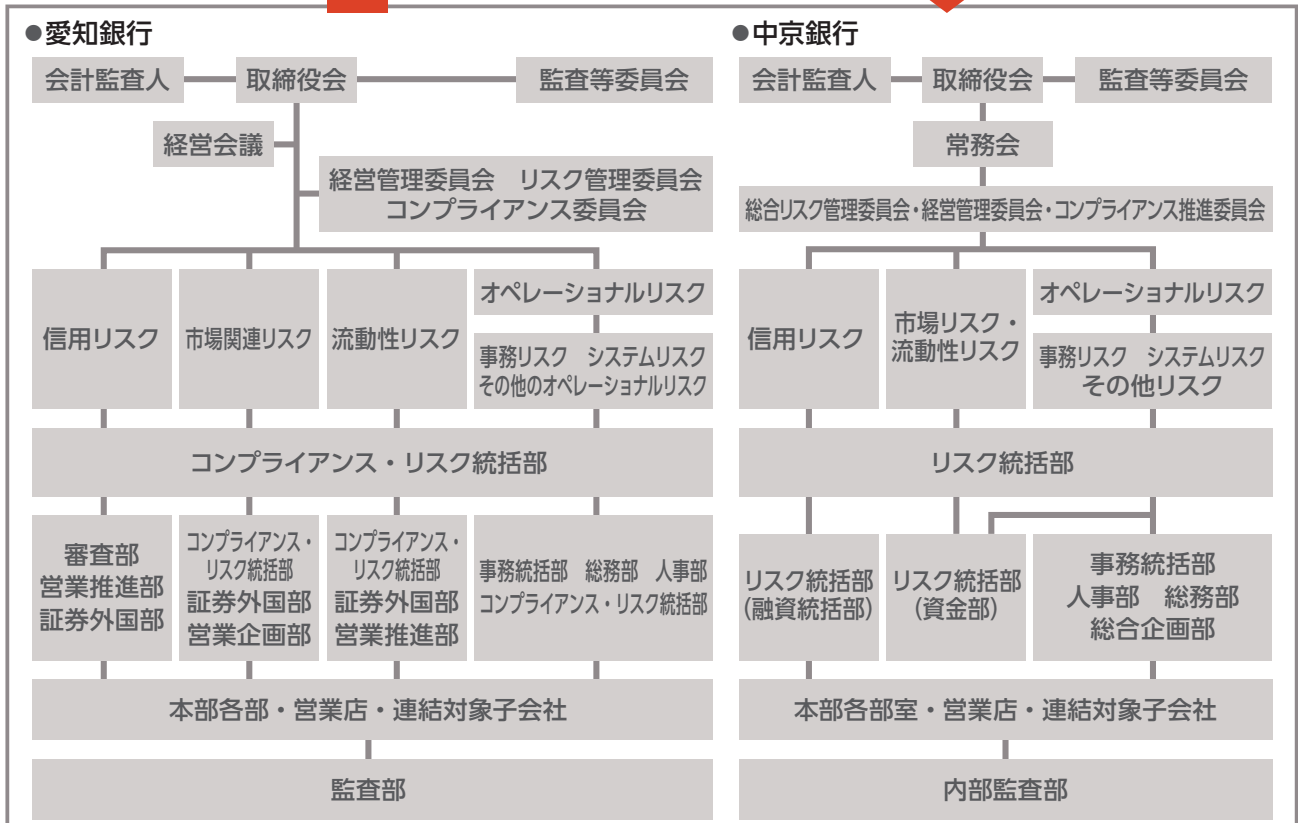 ●愛知銀行
会計監査人
取締役会
監査等委員会
経営会議
経営管理委員会　リスク管理委員会
コンプライアンス委員会
信用リスク
市場関連リスク
流動性リスク
オペレーショナルリスク
事務リスク　システムリスク
その他のオペレーショナルリスク
コンプライアンス・リスク統括部
審査部
営業推進部
証券外国部
コンプライアンス・
リスク統括部
証券外国部
営業企画部
コンプライアンス・
リスク統括部
証券外国部
営業推進部
事務統括部　総務部　人事部
コンプライアンス・リスク統括部
本部各部・営業店・連結対象子会社
監査部
●中京銀行
会計監査人
取締役会
監査等委員会
常務会
総合リスク管理委員会・経営管理委員会・コンプライアンス推進委員会
信用リスク
市場リスク・
流動性リスク
オペレーショナルリスク
事務リスク　システムリスク
その他リスク
リスク統括部
リスク統括部
(融資統括部)
リスク統括部
(資金部)
事務統括部
人事部　総務部
総合企画部
本部各部室・営業店・連結対象子会社
内部監査部